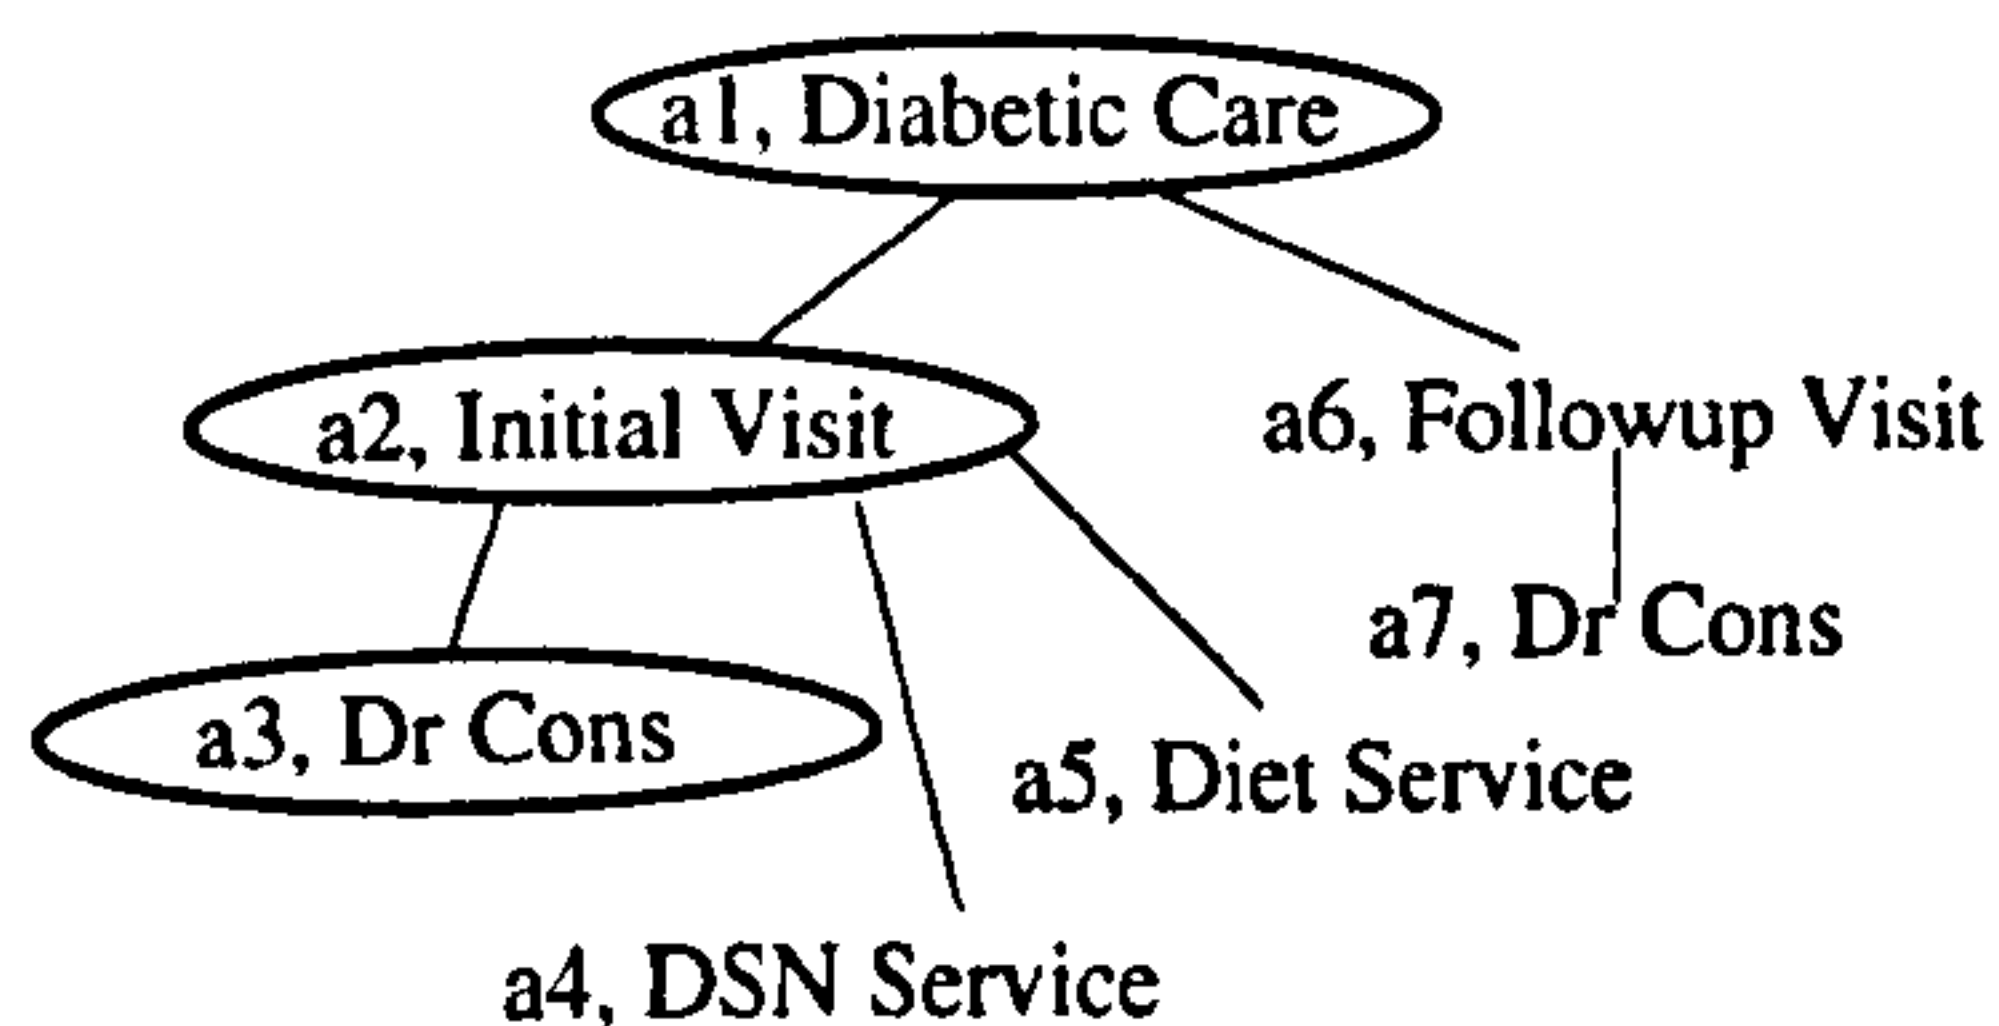 a1, Diabetic Care
a2, Initial Visit
a6, Followup Visit
a7, Dr Cons
a3, Dr Cons
a5, Diet Service
a4, DSN Service